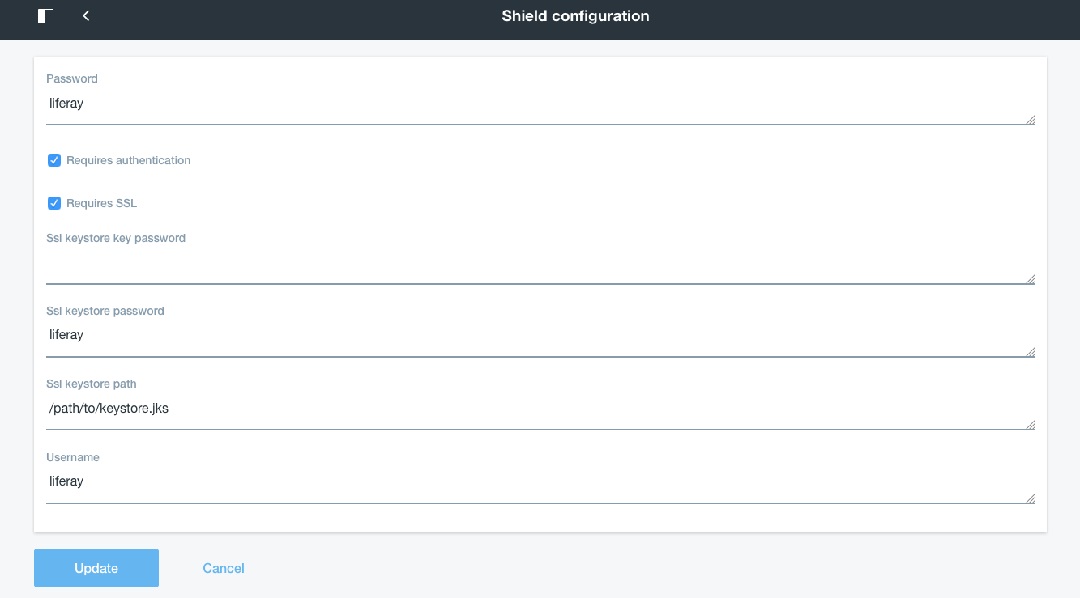 Shield configuration
Password
liferay
Requires authentication
Requires SSL
Ssl keystore key password
Ssl keystore password
liferay
Ssl keystore path
/path/to/keystore.jks
Username
liferay
Update
Cancel